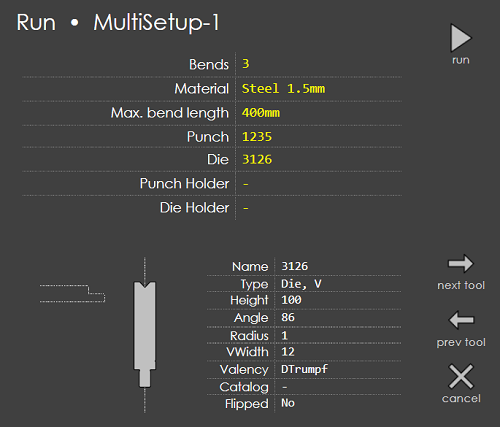 Run • MultiSetup-1
run
Bends 3
Material Steel 1.5mm
Max. bend length 400mm
Punch 1235
Die 3126
Punch Holder -
Die Holder -
Name 3126
Type Die, V
Height 100
Angle 86
Radius 1
VWidth 12
Valency DTrumpf
Catalog -
Flipped No
next tool
prev tool
cancel